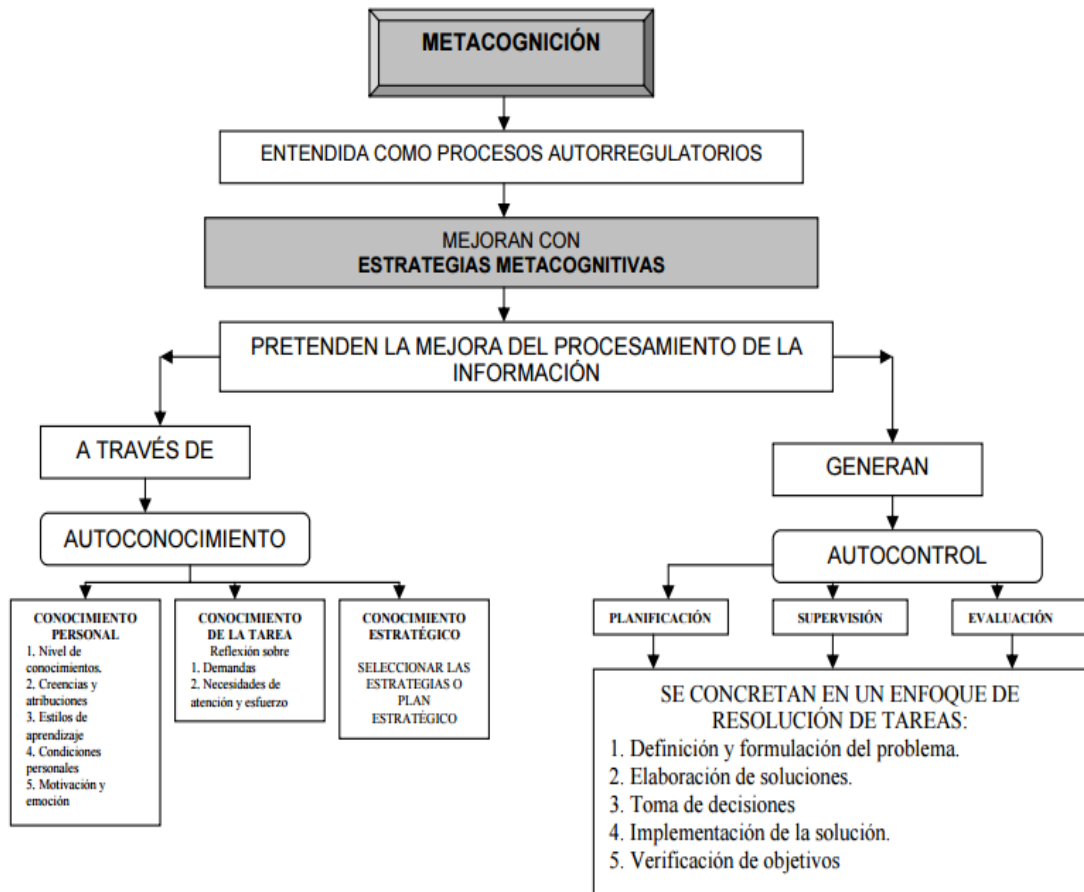 METACOGNICIÓN
ENTENDIDA COMO PROCESOS AUTORREGULATORIOS
MEJORAN CON
ESTRATEGIAS METACOGNITIVAS
PRETENDEN LA MEJORA DEL PROCESAMIENTO DE LA
INFORMACIÓN
A TRAVÉS DE
AUTOCONOCIMIENTO
CONOCIMIENTO
PERSONAL
1. Nivel de
conocimientos.
2. Creencias y
atribuciones
3. Estilos de
aprendizaje
4. Condiciones
personales
5. Motivación y
emoción
CONOCIMIENTO
DE LA TAREA
Reflexión sobre
1. Demandas
2. Necesidades de
atención y esfuerzo
CONOCIMIENTO
ESTRATÉGICO
SELECCIONAR LAS
ESTRATEGIAS O
PLAN
ESTRATÉGICO
GENERAN
AUTOCONTROL
PLANIFICACIÓN
SUPERVISIÓN
EVALUACIÓN
SE CONCRETAN EN UN ENFOQUE DE
RESOLUCIÓN DE TAREAS:
1. Definición y formulación del problema.
2. Elaboración de soluciones.
3. Toma de decisiones
4. Implementación de la solución.
5. Verificación de objetivos